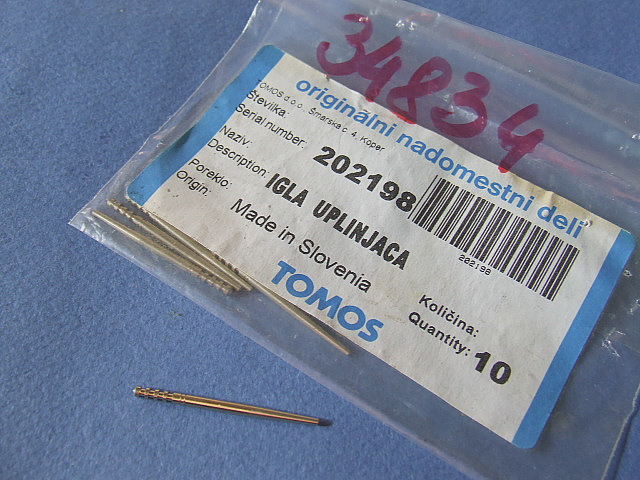 34834
originalni nadomestni deli
TOMOS d.o.o. Šmarska c. 4, Koper
Številka:
Serial number: 202198
202198
Naziv:
Description: IGLA UPLINJACA
Poreklo:
Origin: Made in Slovenia
TOMOS
Količina:
Quantity: 10